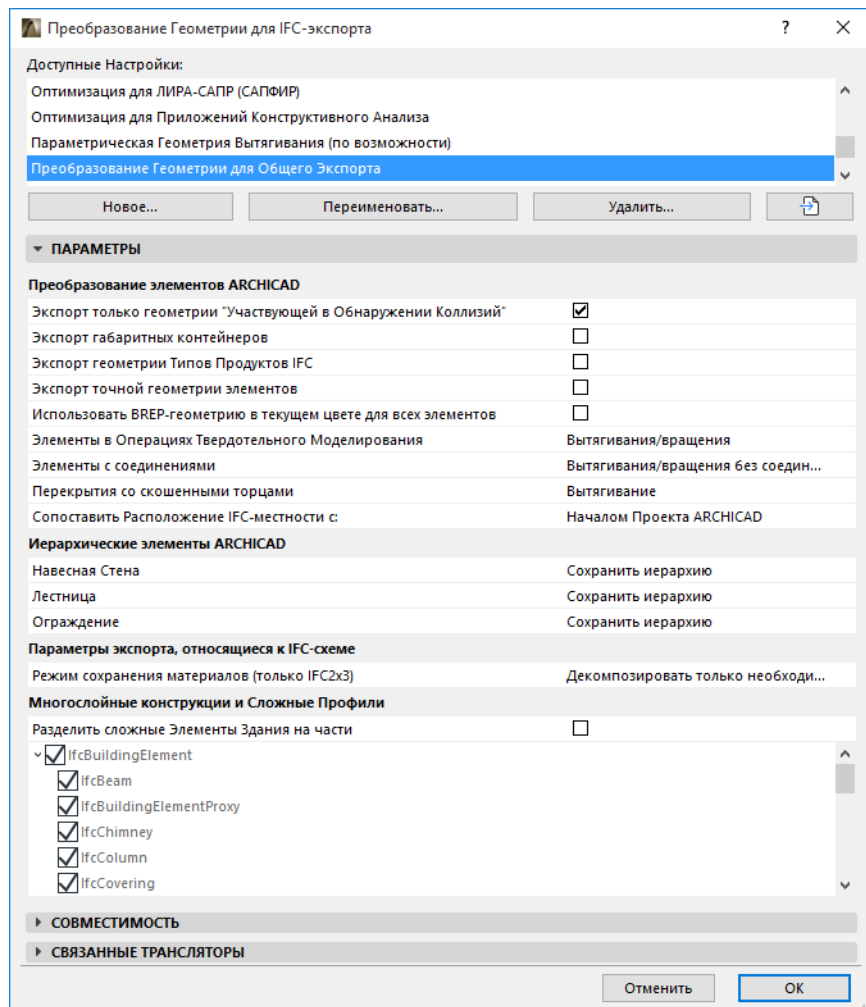 Преобразование Геометрии для IFC-экспорта ?
Доступные Настройки:
Оптимизация для ЛИРА-САПР (САПФИР)
Оптимизация для Приложений Конструктивного Анализа
Параметрическая Геометрия Вытягивания (по возможности)
Преобразование Геометрии для Общего Экспорта
Новое... Переименовать... Удалить...
ПАРАМЕТРЫ
Преобразование элементов ARCHICAD
Экспорт только геометрии "Участвующей в Обнаружении Коллизий"
Экспорт габаритных контейнеров
Экспорт геометрии Типов Продуктов IFC
Экспорт точной геометрии элементов
Использовать BREP-геометрию в текущем цвете для всех элементов
Элементы в Операциях Твердотельного Моделирования Вытягивания/вращения
Элементы с соединениями Вытягивания/вращения без соедин...
Перекрытия со скошенными торцами Вытягивание
Сопоставить Расположение IFC-местности с: Началом Проекта ARCHICAD
Иерархические элементы ARCHICAD
Навесная Стена Сохранить иерархию
Лестница Сохранить иерархию
Ограждение Сохранить иерархию
Параметры экспорта, относящиеся к IFC-схеме
Режим сохранения материалов (только IFC2x3) Декомпозировать только необходи...
Многослойные конструкции и Сложные Профили
Разделить сложные Элементы Здания на части
IfcBuildingElement
IfcBeam
IfcBuildingElementProxy
IfcChimney
IfcColumn
IfcCovering
СОВМЕСТИМОСТЬ
СВЯЗАННЫЕ ТРАНСЛЯТОРЫ
Отменить OK